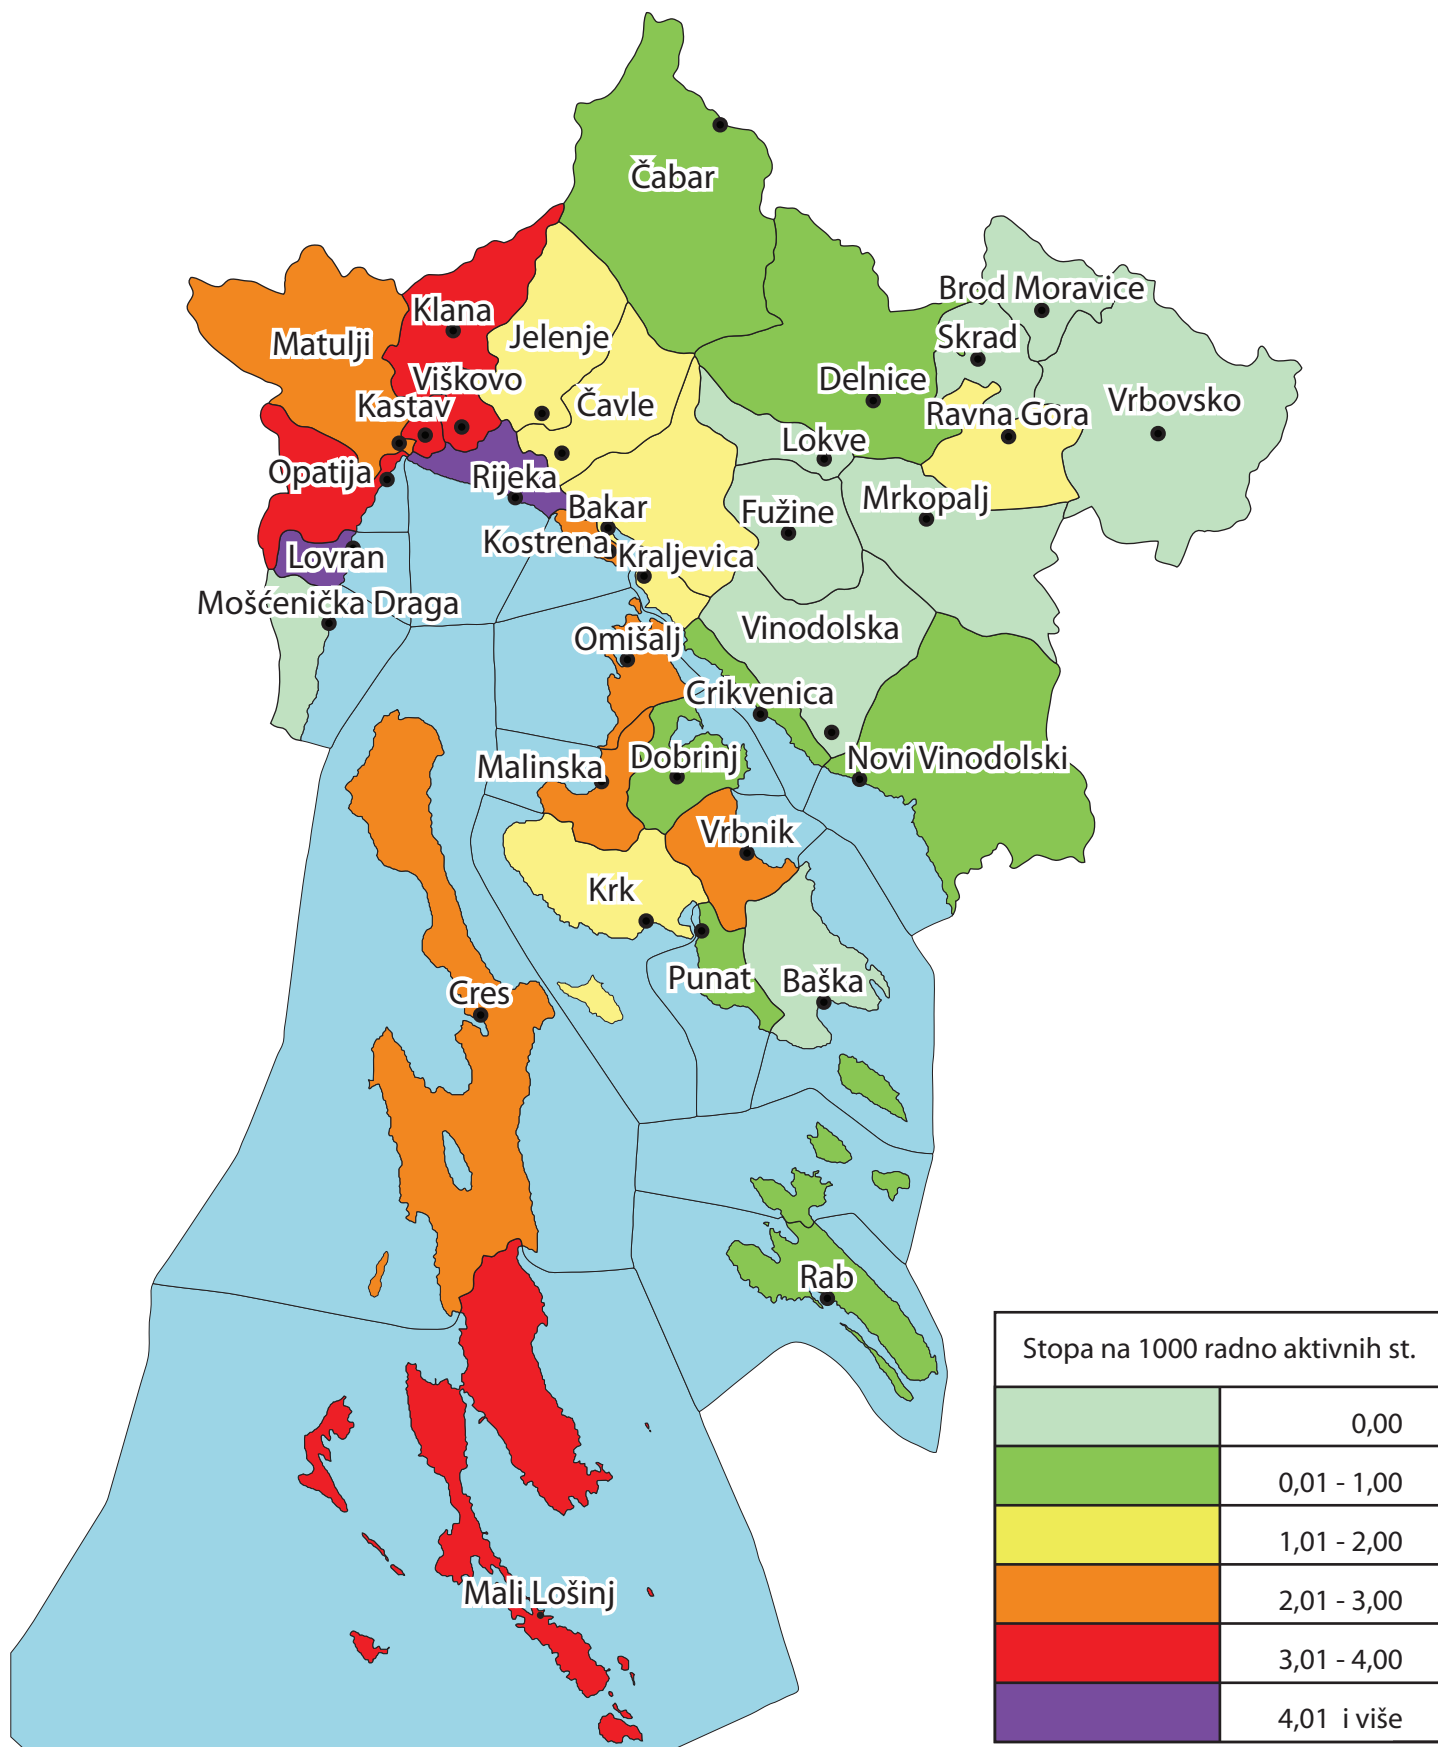 Čabar
Brod Moravice
Klana
Skrad
Matulji
Jelenje
Viškovo
Delnice
Kastav
Čavle
Vrbovsko
Ravna Gora
Lokve
Opatija
Rijeka
Mrkopalj
Bakar
Fužine
Kostrena
Lovran
Kraljevica
Mošćenička Draga
Vinodolska
Omišalj
Crikvenica
Dobrinj
Novi Vinodolski
Malinska
Vrbnik
Krk
Punat
Baška
Cres
Rab
Mali Lošinj
Stopa na 1000 radno aktivnih st.
0,00
0,01 - 1,00
1,01 - 2,00
2,01 - 3,00
3,01 - 4,00
4,01 i više